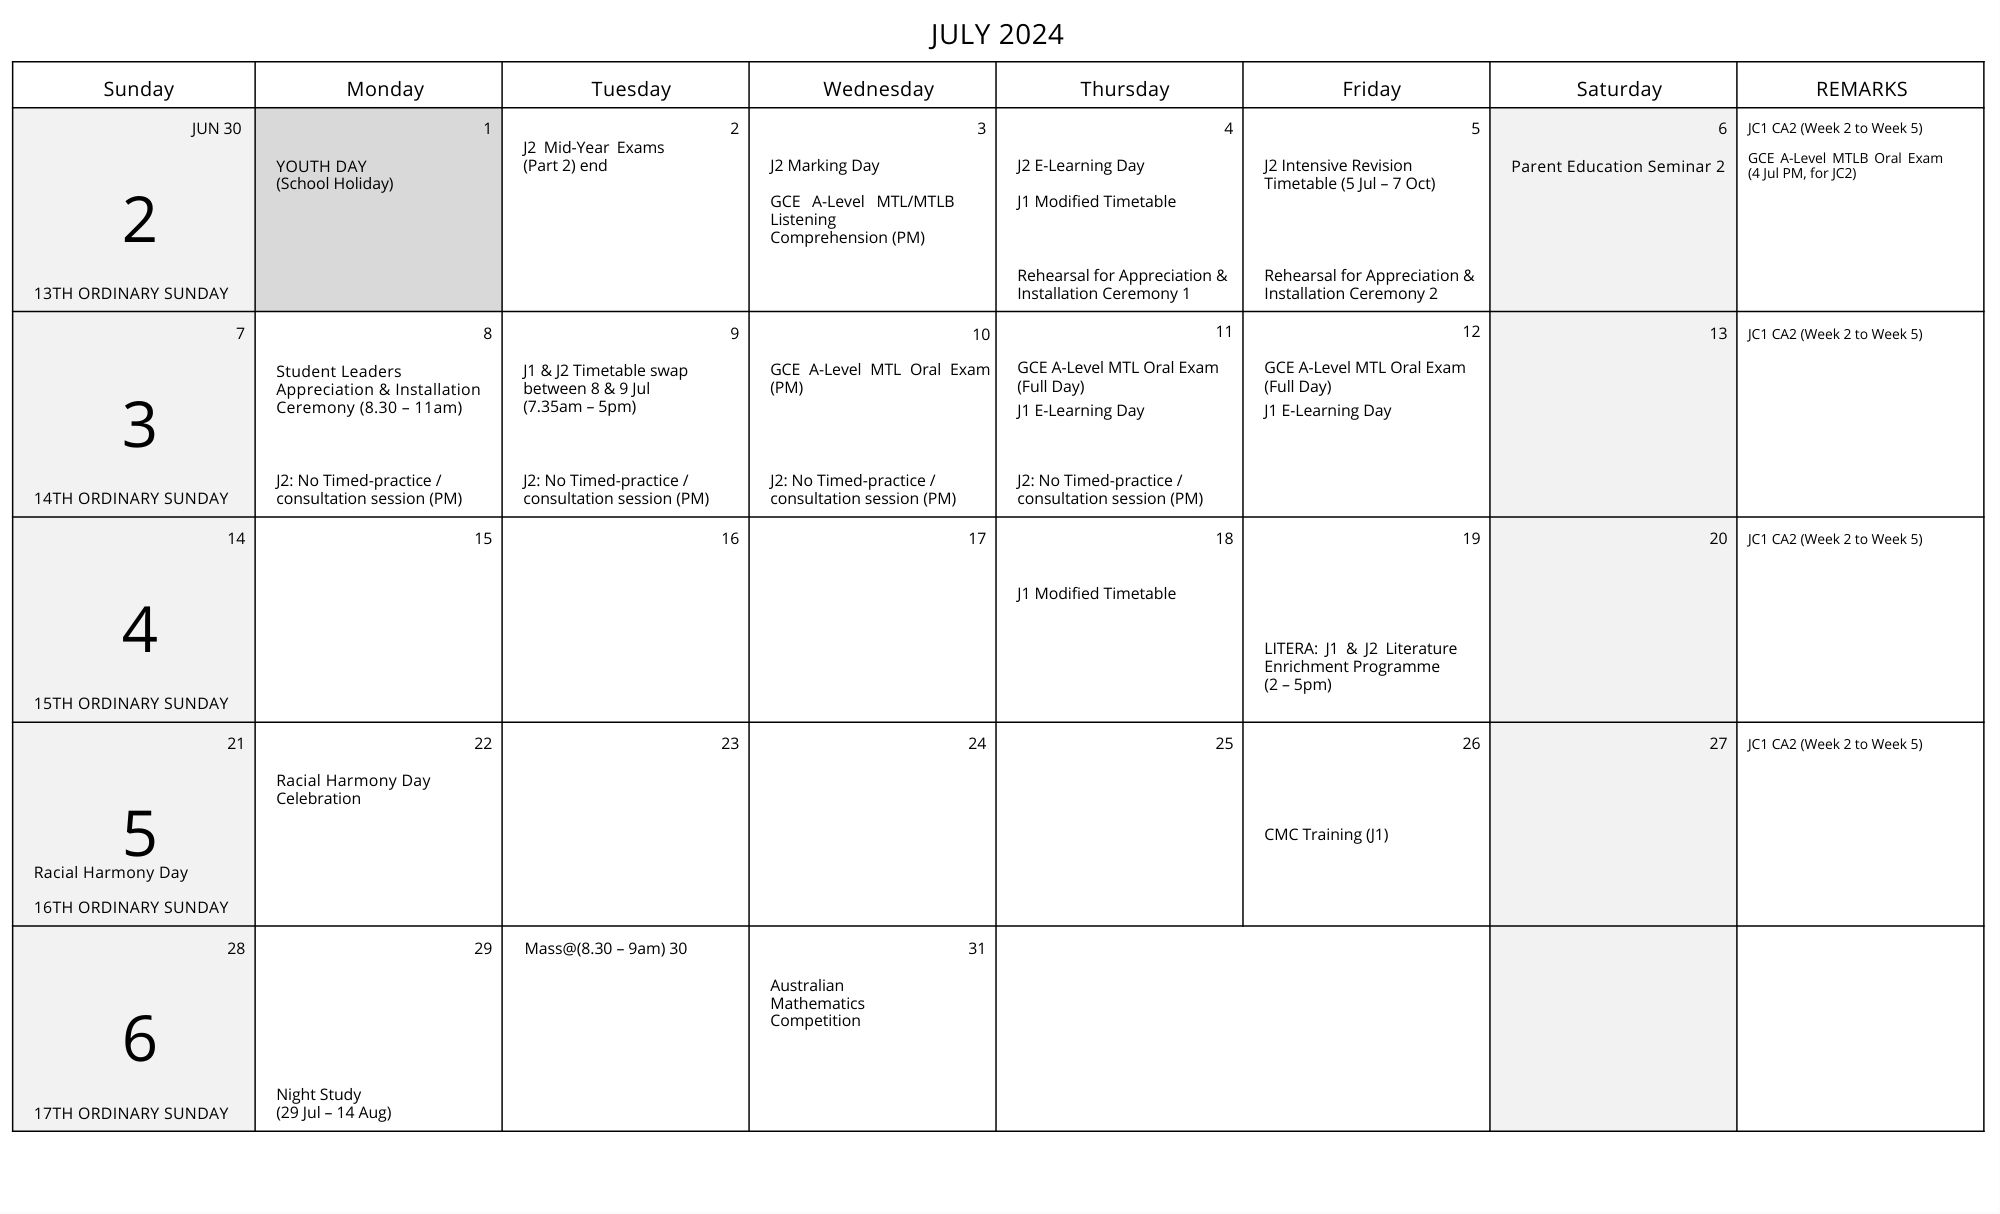 JULY 2024
Sunday Monday Tuesday Wednesday Thursday Friday Saturday REMARKS
JUN 30
2
13TH ORDINARY SUNDAY
1
YOUTH DAY
(School Holiday)
2
J2 Mid-Year Exams
(Part 2) end
3
J2 Marking Day
GCE A-Level MTL/MTLB
Listening
Comprehension (PM)
4
J2 E-Learning Day
J1 Modified Timetable
Rehearsal for Appreciation &
Installation Ceremony 1
5
J2 Intensive Revision
Timetable (5 Jul – 7 Oct)
Rehearsal for Appreciation &
Installation Ceremony 2
6
Parent Education Seminar 2
JC1 CA2 (Week 2 to Week 5)
GCE A-Level MTLB Oral Exam
(4 Jul PM, for JC2)
7
3
14TH ORDINARY SUNDAY
8
Student Leaders
Appreciation & Installation
Ceremony (8.30 – 11am)
J2: No Timed-practice /
consultation session (PM)
9
J1 & J2 Timetable swap
between 8 & 9 Jul
(7.35am – 5pm)
J2: No Timed-practice /
consultation session (PM)
10
GCE A-Level MTL Oral Exam
(PM)
J2: No Timed-practice /
consultation session (PM)
11
GCE A-Level MTL Oral Exam
(Full Day)
J1 E-Learning Day
J2: No Timed-practice /
consultation session (PM)
12
GCE A-Level MTL Oral Exam
(Full Day)
J1 E-Learning Day
13
JC1 CA2 (Week 2 to Week 5)
14
4
15TH ORDINARY SUNDAY
15
16
17
18
J1 Modified Timetable
19
LITERA: J1 & J2 Literature
Enrichment Programme
(2 – 5pm)
20
JC1 CA2 (Week 2 to Week 5)
21
5
Racial Harmony Day
16TH ORDINARY SUNDAY
22
Racial Harmony Day
Celebration
23
24
25
26
CMC Training (J1)
27
JC1 CA2 (Week 2 to Week 5)
28
6
17TH ORDINARY SUNDAY
29
Night Study
(29 Jul – 14 Aug)
Mass@(8.30 – 9am) 30
31
Australian
Mathematics
Competition